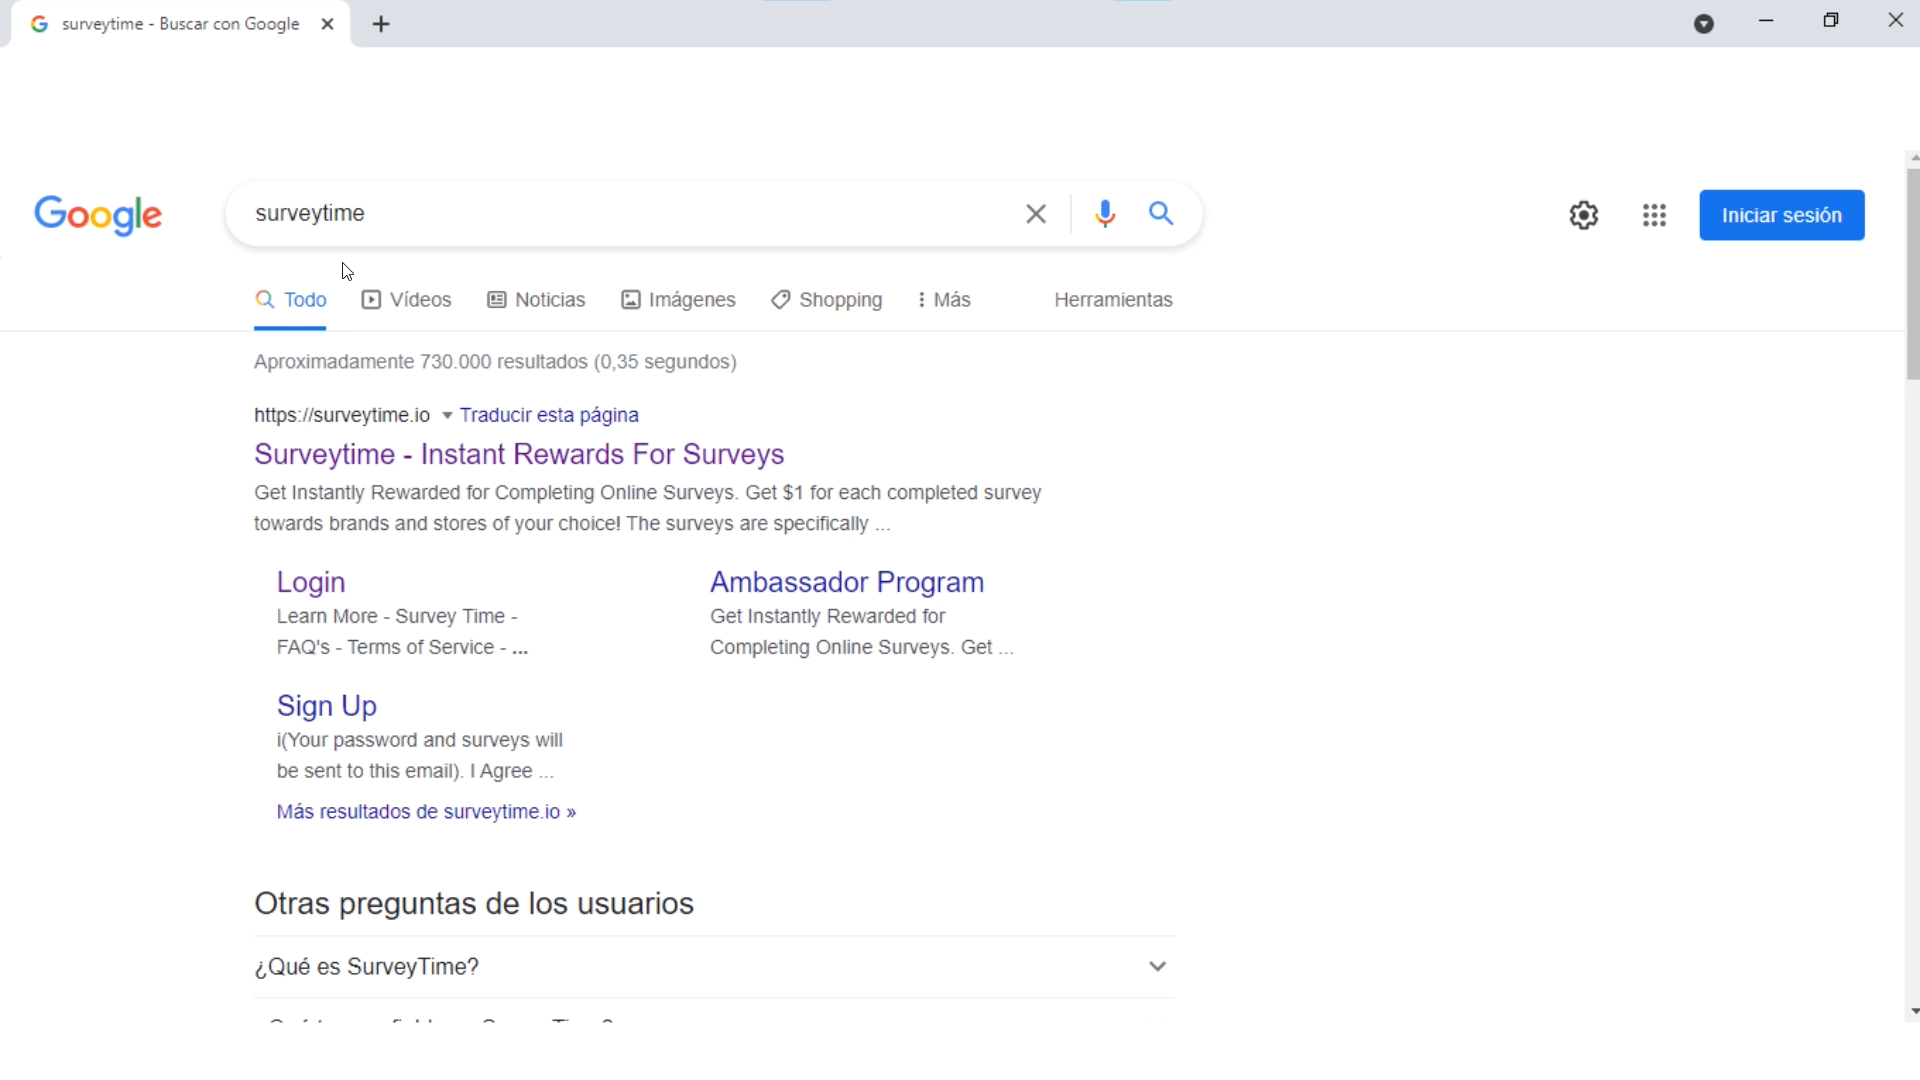 surveytime - Buscar con Google
Google
surveytime
Iniciar sesión
Todo
Vídeos
Noticias
Imágenes
Shopping
Más
Herramientas
Aproximadamente 730.000 resultados (0,35 segundos)
https://surveytime.io Traducir esta página
Surveytime - Instant Rewards For Surveys
Get Instantly Rewarded for Completing Online Surveys. Get $1 for each completed survey
towards brands and stores of your choice! The surveys are specifically ...
Login
Learn More - Survey Time -
FAQ's - Terms of Service - ...
Ambassador Program
Get Instantly Rewarded for
Completing Online Surveys. Get ...
Sign Up
i(Your password and surveys will
be sent to this email). I Agree ...
Más resultados de surveytime.io »
Otras preguntas de los usuarios
¿Qué es SurveyTime?